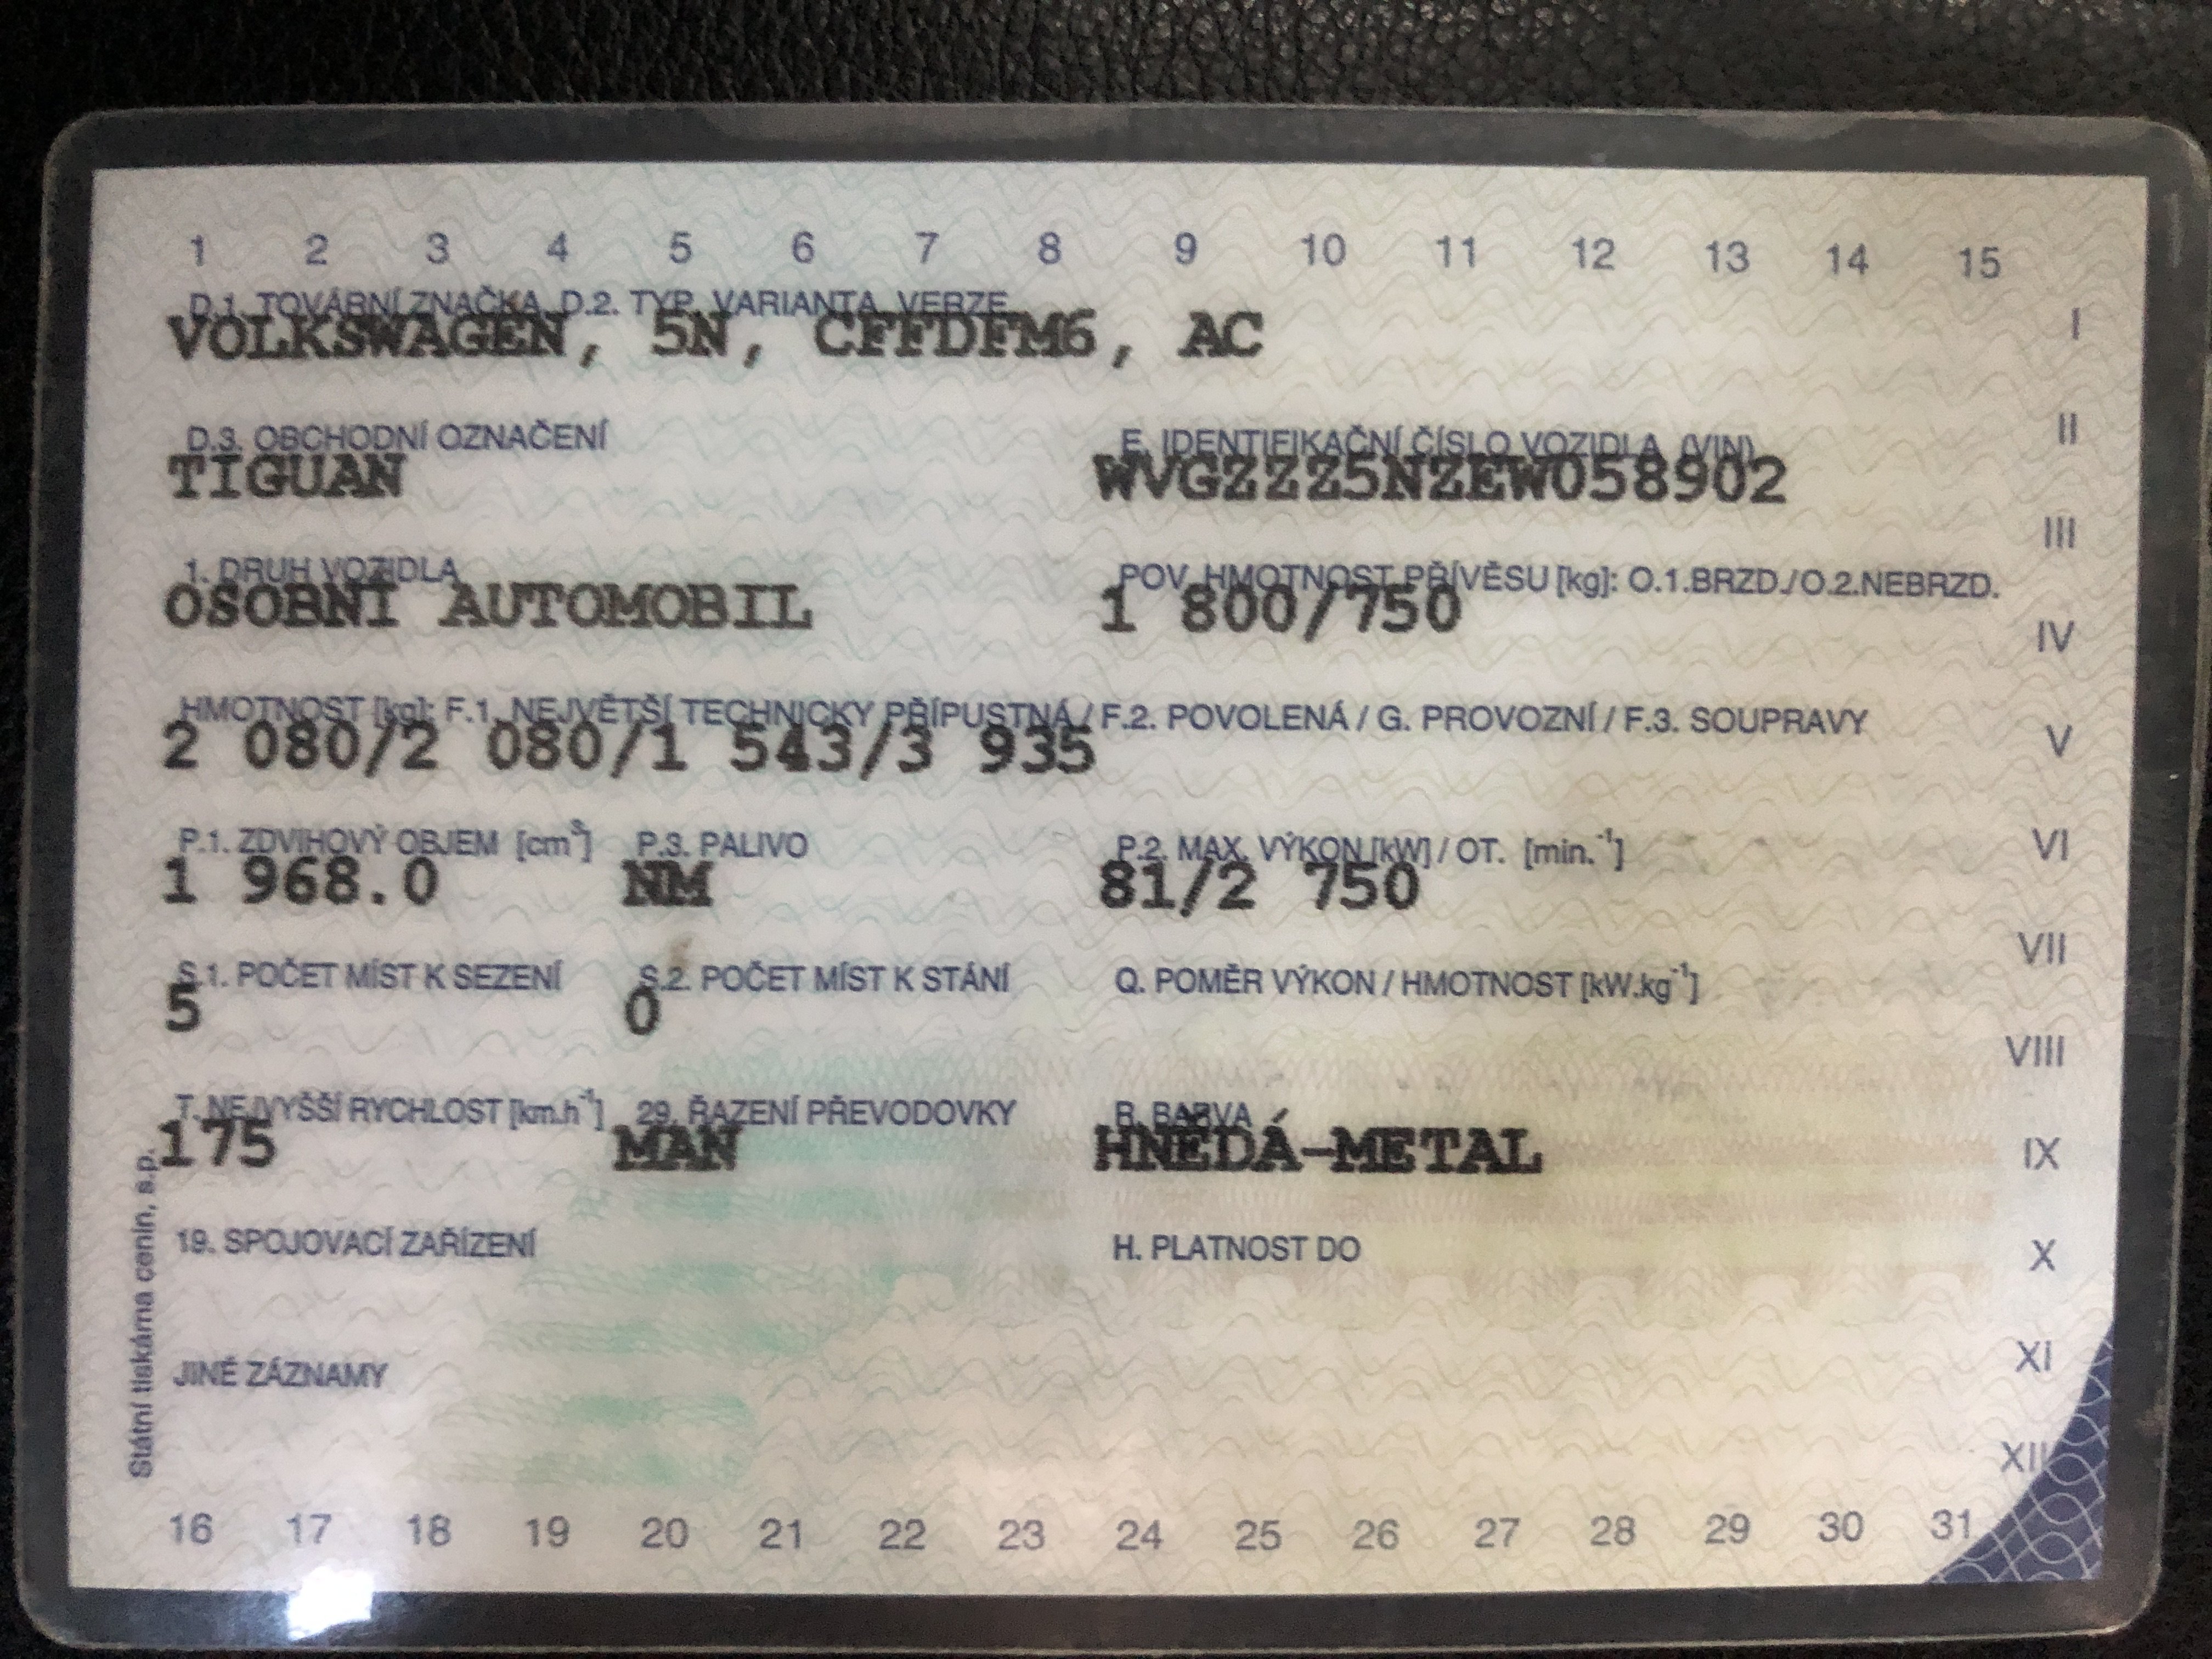 1 2 3 4 5 6 7 8 9 10 11 12 13 14 15
D.1. TOVÁRNÍ ZNAČKA, D.2. TYP, VARIANTA, VERZE
VOLKSWAGEN, 5N, CFFDFM6, AC
I
D.3. OBCHODNÍ OZNAČENÍ E. IDENTIFIKAČNÍ ČÍSLO VOZIDLA (VIN)
II
TIGUAN WVGZZZ5NZEW058902
III
1. DRUH VOZIDLA POV. HMOTNOST PŘÍVĚSU [kg]: O.1.BRZD./O.2.NEBRZD.
OSOBNÍ AUTOMOBIL 1 800/750
IV
HMOTNOST [kg]: F.1. NEJVĚTŠÍ TECHNICKY PŘÍPUSTNÁ / F.2. POVOLENÁ / G. PROVOZNÍ / F.3. SOUPRAVY
2 080/2 080/1 543/3 935
V
P.1. ZDVIHOVÝ OBJEM [cm³] P.3. PALIVO P.2. MAX. VÝKON [kW] / OT. [min.⁻¹]
VI
1 968.0 NM 81/2 750
VII
S.1. POČET MÍST K SEZENÍ S.2. POČET MÍST K STÁNÍ Q. POMĚR VÝKON / HMOTNOST [kW.kg⁻¹]
5 0
VIII
T. NEJVYŠŠÍ RYCHLOST [km.h⁻¹] 29. ŘAZENÍ PŘEVODOVKY R. BARVA
175 MAN HNĚDÁ-METAL
IX
19. SPOJOVACÍ ZAŘÍZENÍ H. PLATNOST DO
X
XI
JINÉ ZÁZNAMY
XII
Státní tiskárna cenin, s.p.
16 17 18 19 20 21 22 23 24 25 26 27 28 29 30 31